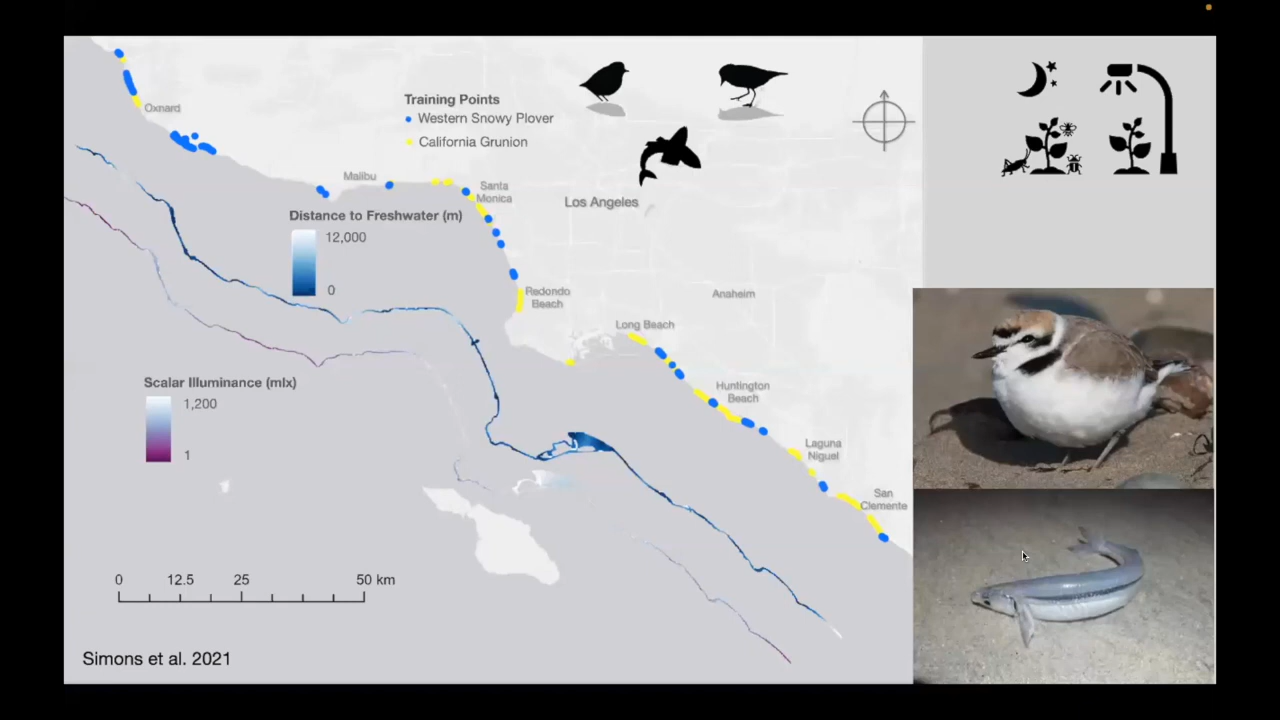 Oxnard
Training Points
Western Snowy Plover
California Grunion
Malibu
Santa
Monica
Los Angeles
Distance to Freshwater (m)
12,000
0
Redondo
Beach
Anaheim
Long Beach
Scalar Illuminance (mlx)
1,200
1
Huntington
Beach
Laguna
Niguel
San
Clemente
0 12.5 25 50 km
Simons et al. 2021